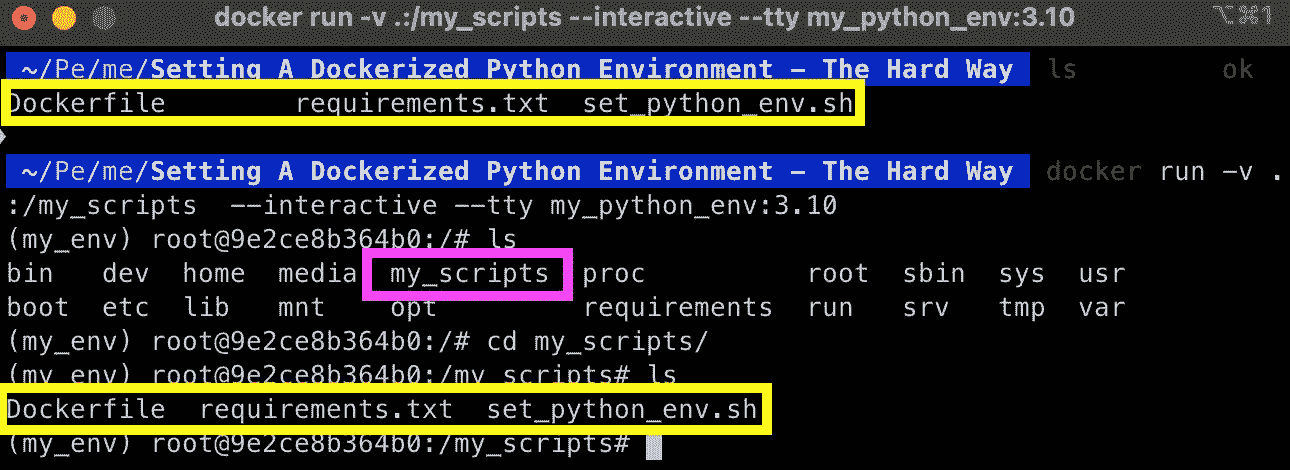 docker run -v .:/my_scripts --interactive --tty my_python_env:3.10 ⌥⌘1
~/Pe/me/Setting A Dockerized Python Environment — The Hard Way ls ok
Dockerfile requirements.txt set_python_env.sh
~/Pe/me/Setting A Dockerized Python Environment — The Hard Way docker run -v .
:/my_scripts --interactive --tty my_python_env:3.10
(my_env) root@9e2ce8b364b0:/# ls
bin dev home media my_scripts proc root sbin sys usr
boot etc lib mnt opt requirements run srv tmp var
(my_env) root@9e2ce8b364b0:/# cd my_scripts/
(my_env) root@9e2ce8b364b0:/my_scripts# ls
Dockerfile requirements.txt set_python_env.sh
(my_env) root@9e2ce8b364b0:/my_scripts#